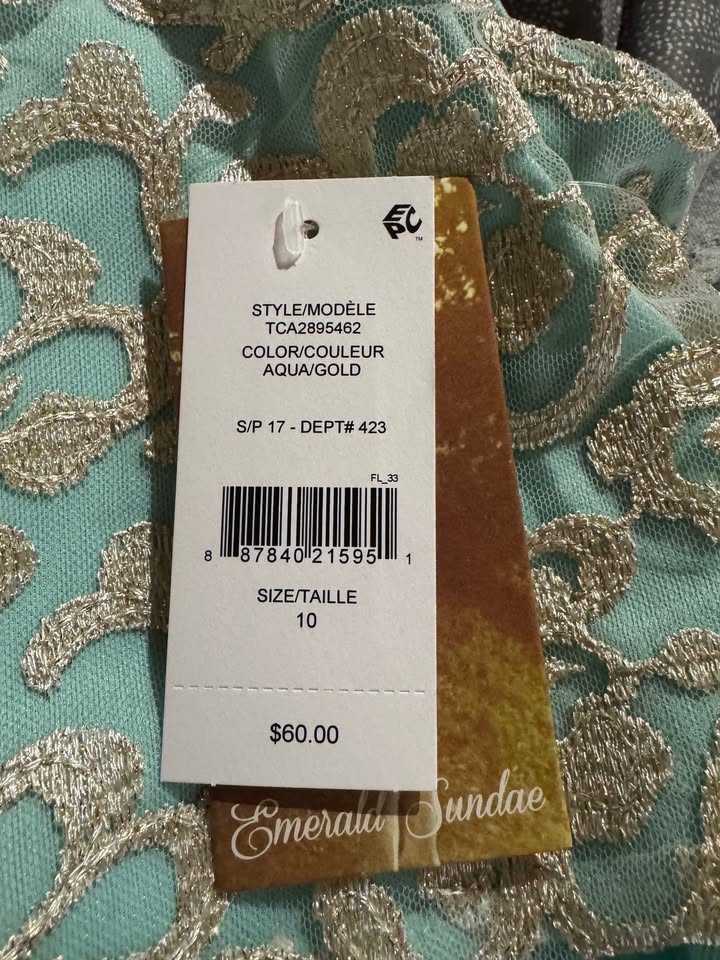 EPC
™
STYLE/MODÈLE
TCA2895462
COLOR/COULEUR
AQUA/GOLD
S/P 17 - DEPT# 423
FL_33
8 87840 21595 1
SIZE/TAILLE
10
$60.00
Emerald Sundae